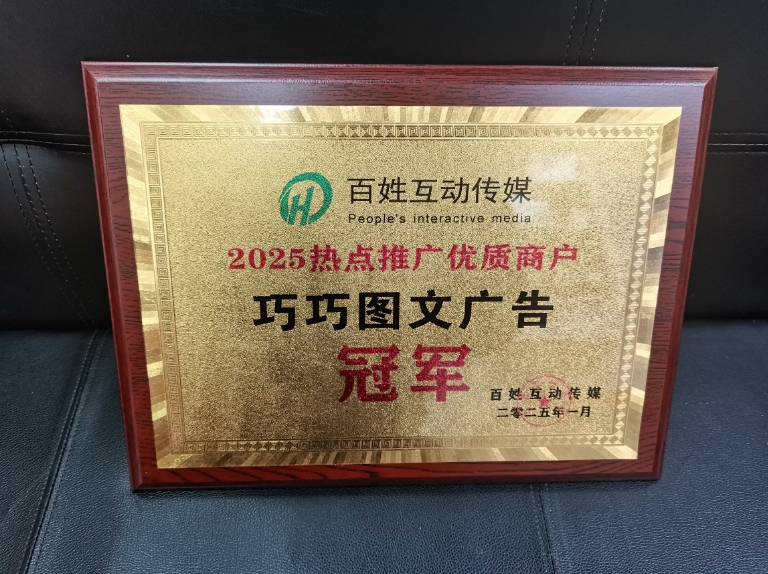 百姓互动传媒
People's interactive media
2025热点推广优质商户
巧巧图文广告
冠军
百姓互动传媒
二零二五年一月